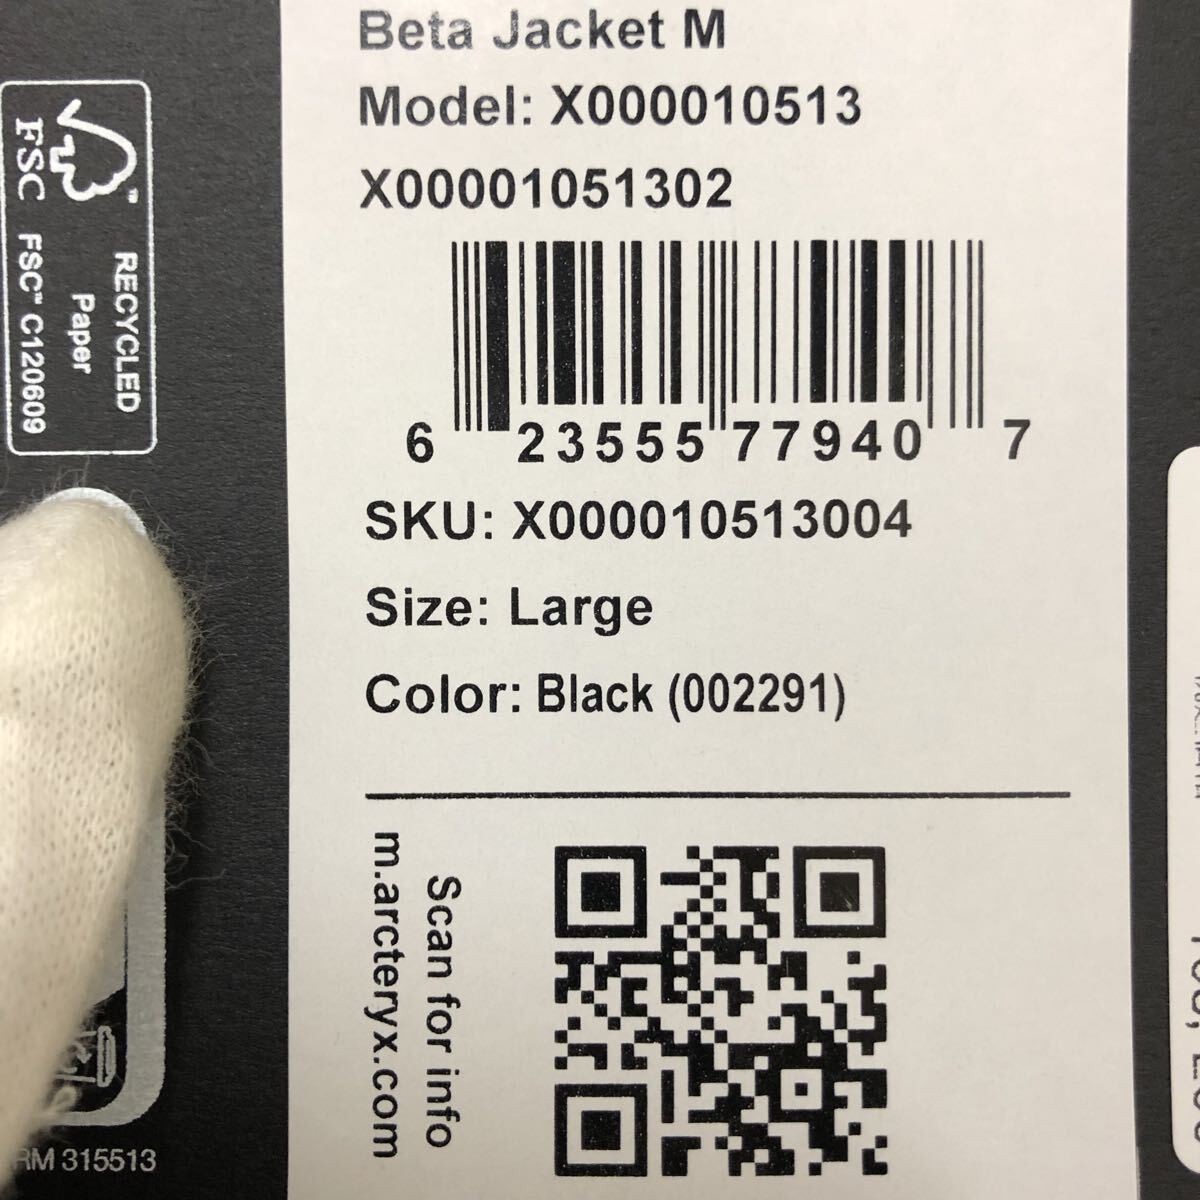 Beta Jacket M
Model: X000010513
X00001051302
6 23555 77940 7
SKU: X000010513004
Size: Large
Color: Black (002291)
Scan for info
m.arcteryx.com
FSC
RECYCLED
Paper
FSC™ C120609
RM 315513